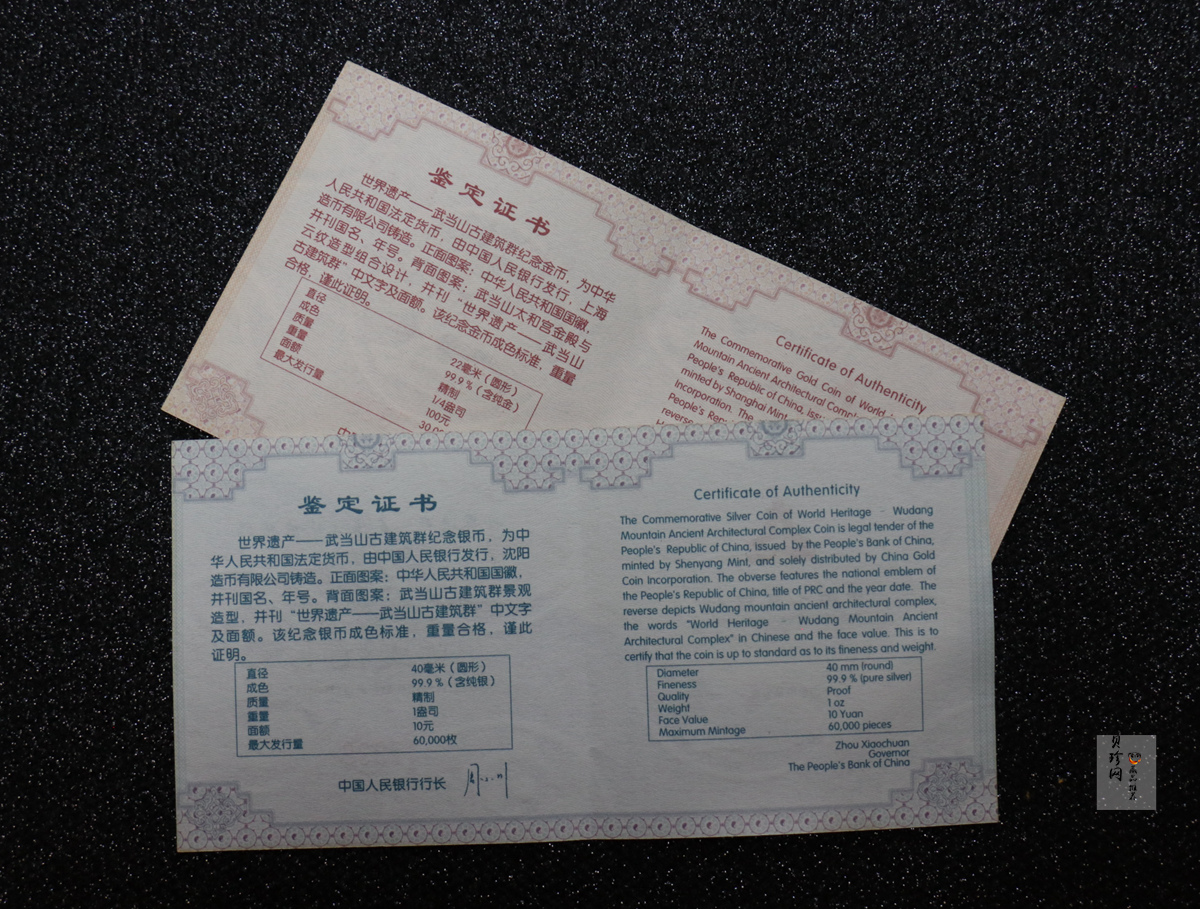 鉴定证书
世界遗产——武当山古建筑群纪念金币，为中华
人民共和国法定货币，由中国人民银行发行，上海
造币有限公司铸造。正面图案：中华人民共和国国徽，
并刊国名、年号。背面图案：武当山太和宫金殿与
云纹造型组合设计，并刊“世界遗产——武当山
古建筑群”中文字及面额。该纪念金币成色标准，重量
合格，谨此证明。
直径 22毫米（圆形）
成色 99.9％（含纯金）
质量 精制
重量 1/4盎司
面额 100元
最大发行量
Certificate of Authenticity
The Commemorative Gold Coin of World
Mountain Ancient Architectural
People's Republic of China,
minted by Shanghai Mint
Incorporation. The
People's
鉴定证书
世界遗产——武当山古建筑群纪念银币，为中
华人民共和国法定货币，由中国人民银行发行，沈阳
造币有限公司铸造。正面图案：中华人民共和国国徽，
并刊国名、年号。背面图案：武当山古建筑群景观
造型，并刊“世界遗产——武当山古建筑群”中文字
及面额。该纪念银币成色标准，重量合格，谨此
证明。
直径 40毫米（圆形）
成色 99.9％（含纯银）
质量 精制
重量 1盎司
面额 10元
最大发行量 60,000枚
中国人民银行行长
Certificate of Authenticity
The Commemorative Silver Coin of World Heritage - Wudang
Mountain Ancient Architectural Complex Coin is legal tender of the
People's Republic of China, issued by the People's Bank of China,
minted by Shenyang Mint, and solely distributed by China Gold
Coin Incorporation. The obverse features the national emblem of
the People's Republic of China, title of PRC and the year date. The
reverse depicts Wudang mountain ancient architectural complex,
the words "World Heritage - Wudang Mountain Ancient
Architectural Complex" in Chinese and the face value. This is to
certify that the coin is up to standard as to its fineness and weight.
Diameter 40 mm (round)
Fineness 99.9 % (pure silver)
Quality Proof
Weight 1 oz
Face Value 10 Yuan
Maximum Mintage 60,000 pieces
Zhou Xiaochuan
Governor
The People's Bank of China
贝珍网